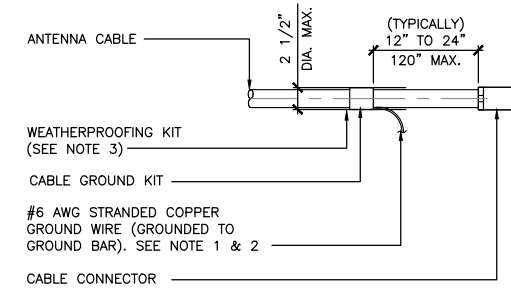 ANTENNA CABLE
2 1/2" DIA. MAX.
(TYPICALLY)
12" TO 24"
120" MAX.
WEATHERPROOFING KIT
(SEE NOTE 3)
CABLE GROUND KIT
#6 AWG STRANDED COPPER
GROUND WIRE (GROUNDED TO
GROUND BAR). SEE NOTE 1 & 2
CABLE CONNECTOR